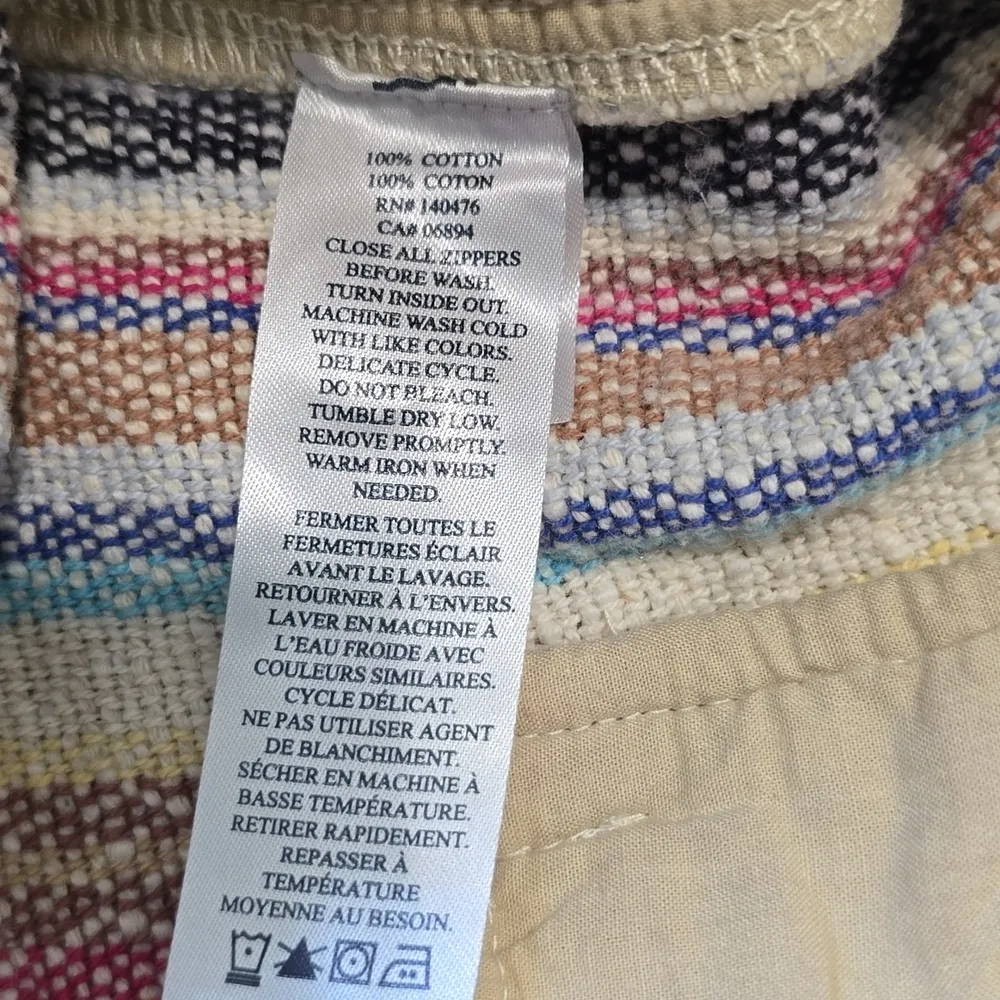 100% COTTON
100% COTON
RN# 140476
CA# 06894
CLOSE ALL ZIPPERS
BEFORE WASH.
TURN INSIDE OUT.
MACHINE WASH COLD
WITH LIKE COLORS.
DELICATE CYCLE.
DO NOT BLEACH.
TUMBLE DRY LOW.
REMOVE PROMPTLY.
WARM IRON WHEN
NEEDED.
FERMER TOUTES LE
FERMETURES ÉCLAIR
AVANT LE LAVAGE.
RETOURNER À L'ENVERS.
LAVER EN MACHINE À
L'EAU FROIDE AVEC
COULEURS SIMILAIRES.
CYCLE DÉLICAT.
NE PAS UTILISER AGENT
DE BLANCHIMENT.
SÉCHER EN MACHINE À
BASSE TEMPÉRATURE.
RETIRER RAPIDEMENT.
REPASSER À
TEMPÉRATURE
MOYENNE AU BESOIN.